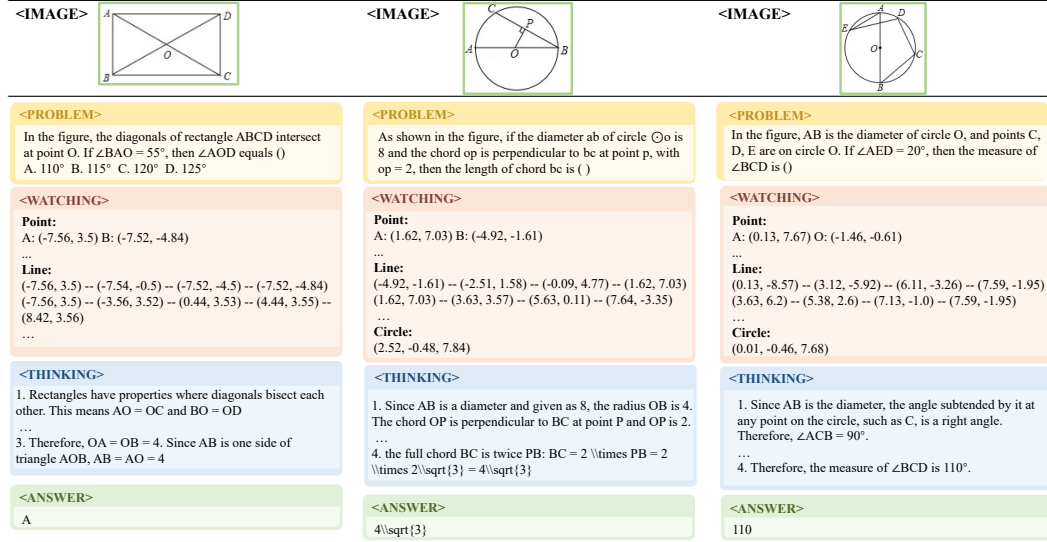 <IMAGE>
A
D
O
B
C
<PROBLEM>
In the figure, the diagonals of rectangle ABCD intersect
at point O. If ∠BAO = 55°, then ∠AOD equals ()
A. 110° B. 115° C. 120° D. 125°
<WATCHING>
Point:
A: (-7.56, 3.5) B: (-7.52, -4.84)
...
Line:
(-7.56, 3.5) -- (-7.54, -0.5) -- (-7.52, -4.5) -- (-7.52, -4.84)
(-7.56, 3.5) -- (-3.56, 3.52) -- (0.44, 3.53) -- (4.44, 3.55) --
(8.42, 3.56)
…
<THINKING>
1. Rectangles have properties where diagonals bisect each
other. This means AO = OC and BO = OD
…
3. Therefore, OA = OB = 4. Since AB is one side of
triangle AOB, AB = AO = 4
<ANSWER>
A
<IMAGE>
C
P
A
O
B
<PROBLEM>
As shown in the figure, if the diameter ab of circle ⨀o is
8 and the chord op is perpendicular to bc at point p, with
op = 2, then the length of chord bc is ( )
<WATCHING>
Point:
A: (1.62, 7.03) B: (-4.92, -1.61)
...
Line:
(-4.92, -1.61) -- (-2.51, 1.58) -- (-0.09, 4.77) -- (1.62, 7.03)
(1.62, 7.03) -- (3.63, 3.57) -- (5.63, 0.11) -- (7.64, -3.35)
…
Circle:
(2.52, -0.48, 7.84)
<THINKING>
1. Since AB is a diameter and given as 8, the radius OB is 4.
The chord OP is perpendicular to BC at point P and OP is 2.
…
4. the full chord BC is twice PB: BC = 2 \\times PB = 2
\\times 2\\sqrt{3} = 4\\sqrt{3}
<ANSWER>
4\\sqrt{3}
<IMAGE>
A
D
E
O
C
B
<PROBLEM>
In the figure, AB is the diameter of circle O, and points C,
D, E are on circle O. If ∠AED = 20°, then the measure of
∠BCD is ()
<WATCHING>
Point:
A: (0.13, 7.67) O: (-1.46, -0.61)
...
Line:
(0.13, -8.57) -- (3.12, -5.92) -- (6.11, -3.26) -- (7.59, -1.95)
(3.63, 6.2) -- (5.38, 2.6) -- (7.13, -1.0) -- (7.59, -1.95)
…
Circle:
(0.01, -0.46, 7.68)
<THINKING>
1. Since AB is the diameter, the angle subtended by it at
any point on the circle, such as C, is a right angle.
Therefore, ∠ACB = 90°.
…
4. Therefore, the measure of ∠BCD is 110°.
<ANSWER>
110